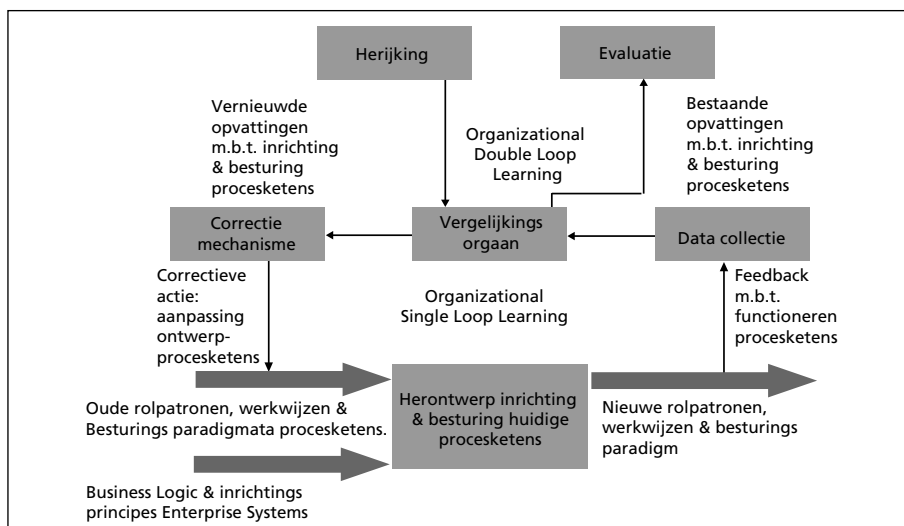 Herijking
Evaluatie
Vernieuwde
opvattingen
m.b.t. inrichting
& besturing
procesketens
Organizational
Double Loop
Learning
Bestaande
opvattingen
m.b.t. inrichting
& besturing
procesketens
Correctie
mechanisme
Vergelijkings
orgaan
Data collectie
Correctieve
actie:
aanpassing
ontwerp-
procesketens
Organizational
Single Loop Learning
Feedback
m.b.t.
functioneren
procesketens
Oude rolpatronen, werkwijzen &
Besturings paradigmata procesketens.
Herontwerp inrichting
& besturing huidige
procesketens
Nieuwe rolpatronen,
werkwijzen & besturings
paradigm
Business Logic & inrichtings
principes Enterprise Systems